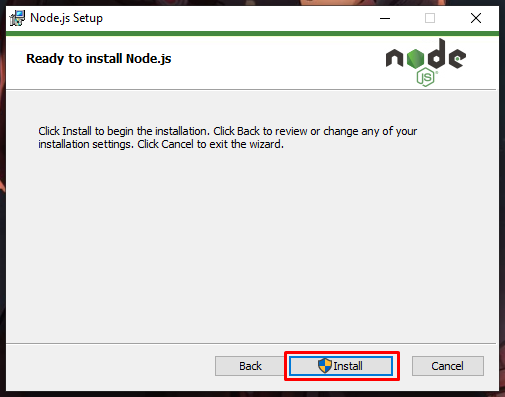 Node.js Setup
Ready to install Node.js
node
JS
Click Install to begin the installation. Click Back to review or change any of your
installation settings. Click Cancel to exit the wizard.
Back
Install
Cancel